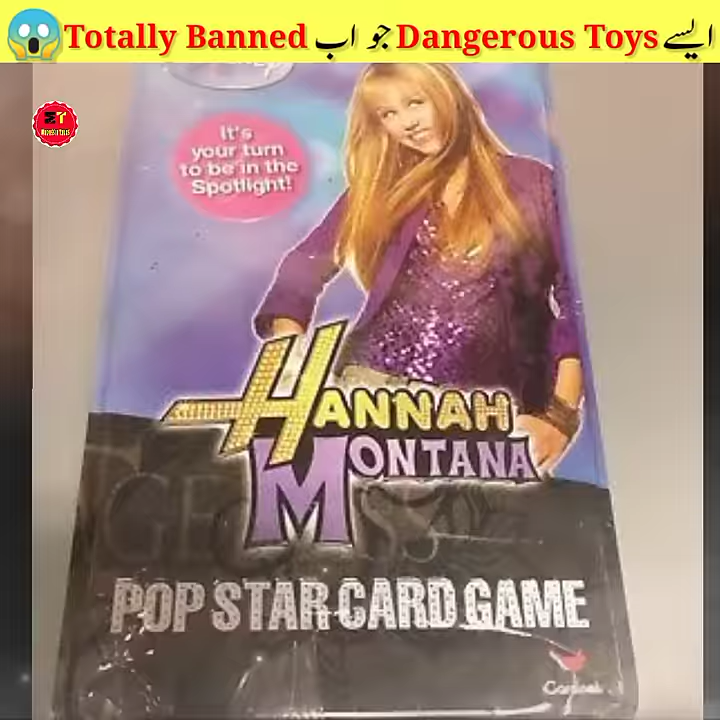 ایسے Dangerous Toys جو اب Totally Banned
It's
your turn
to be in the
Spotlight!
HANNAH
MONTANA
POP STAR CARD GAME
Cardinal